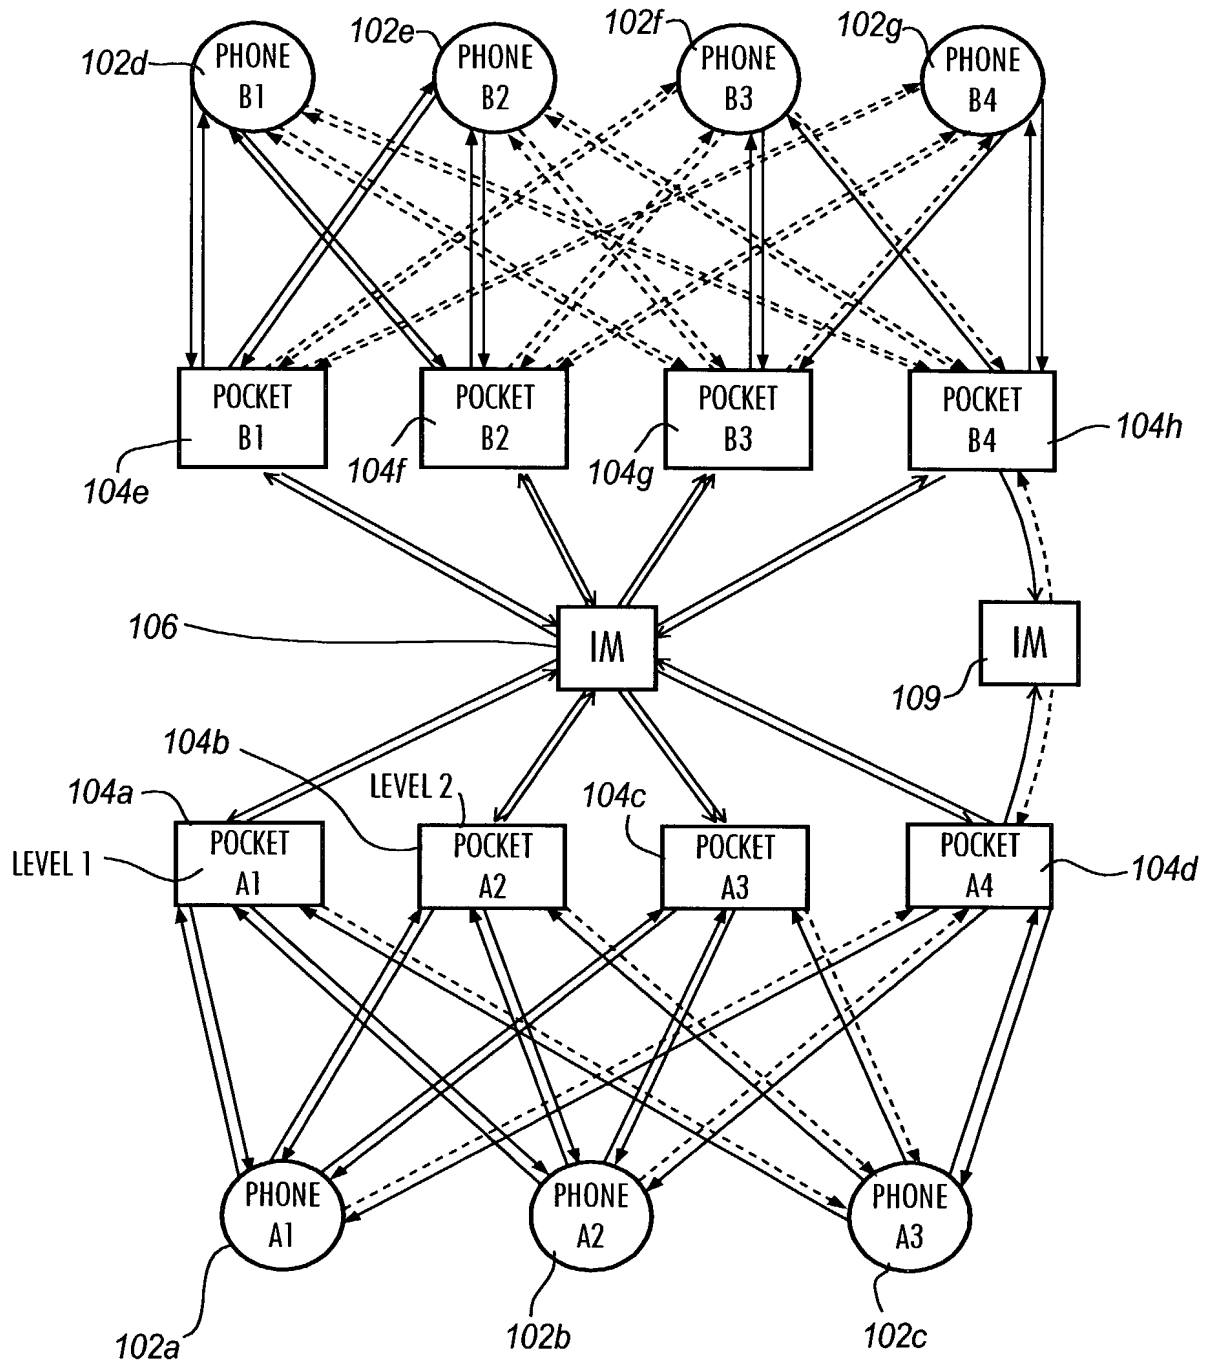 102d
PHONE
B1
102e
PHONE
B2
102f
PHONE
B3
102g
PHONE
B4
POCKET
B1
104e
POCKET
B2
104f
POCKET
B3
104g
POCKET
B4
104h
106
IM
IM
109
104a
LEVEL 1
POCKET
A1
104b
LEVEL 2
POCKET
A2
104c
POCKET
A3
POCKET
A4
104d
PHONE
A1
102a
PHONE
A2
102b
PHONE
A3
102c